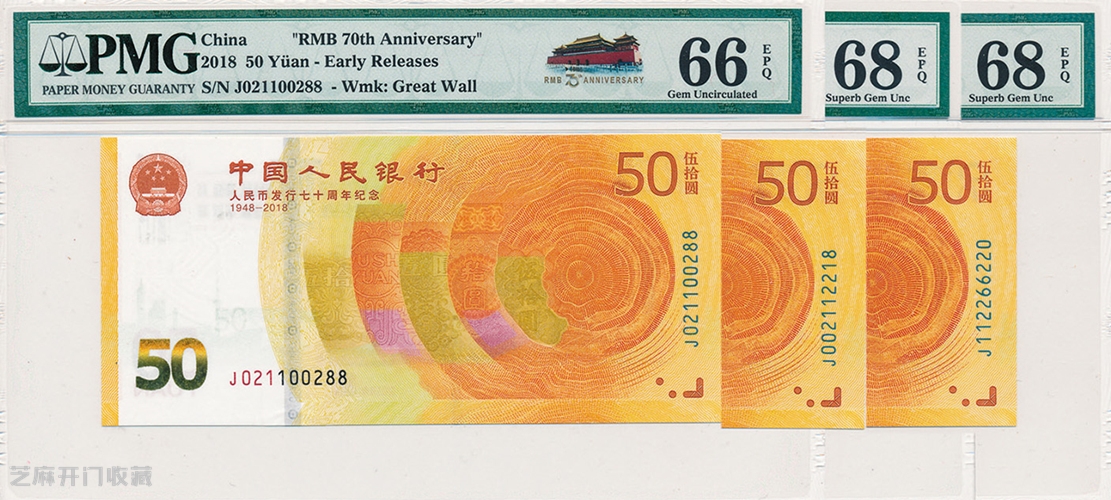 PMG
PAPER MONEY GUARANTY
China "RMB 70th Anniversary"
2018 50 Yüan - Early Releases
S/N J021100288 - Wmk: Great Wall
RMB 70 ANNIVERSARY
66 EPQ
Gem Uncirculated
68 EPQ
Superb Gem Unc
68 EPQ
Superb Gem Unc
中国人民银行
人民币发行七十周年纪念
1948-2018
50 伍拾圆
50 伍拾圆
50 伍拾圆
J021100288
J002112218
J112266220
50
50
J021100288
芝麻开门收藏